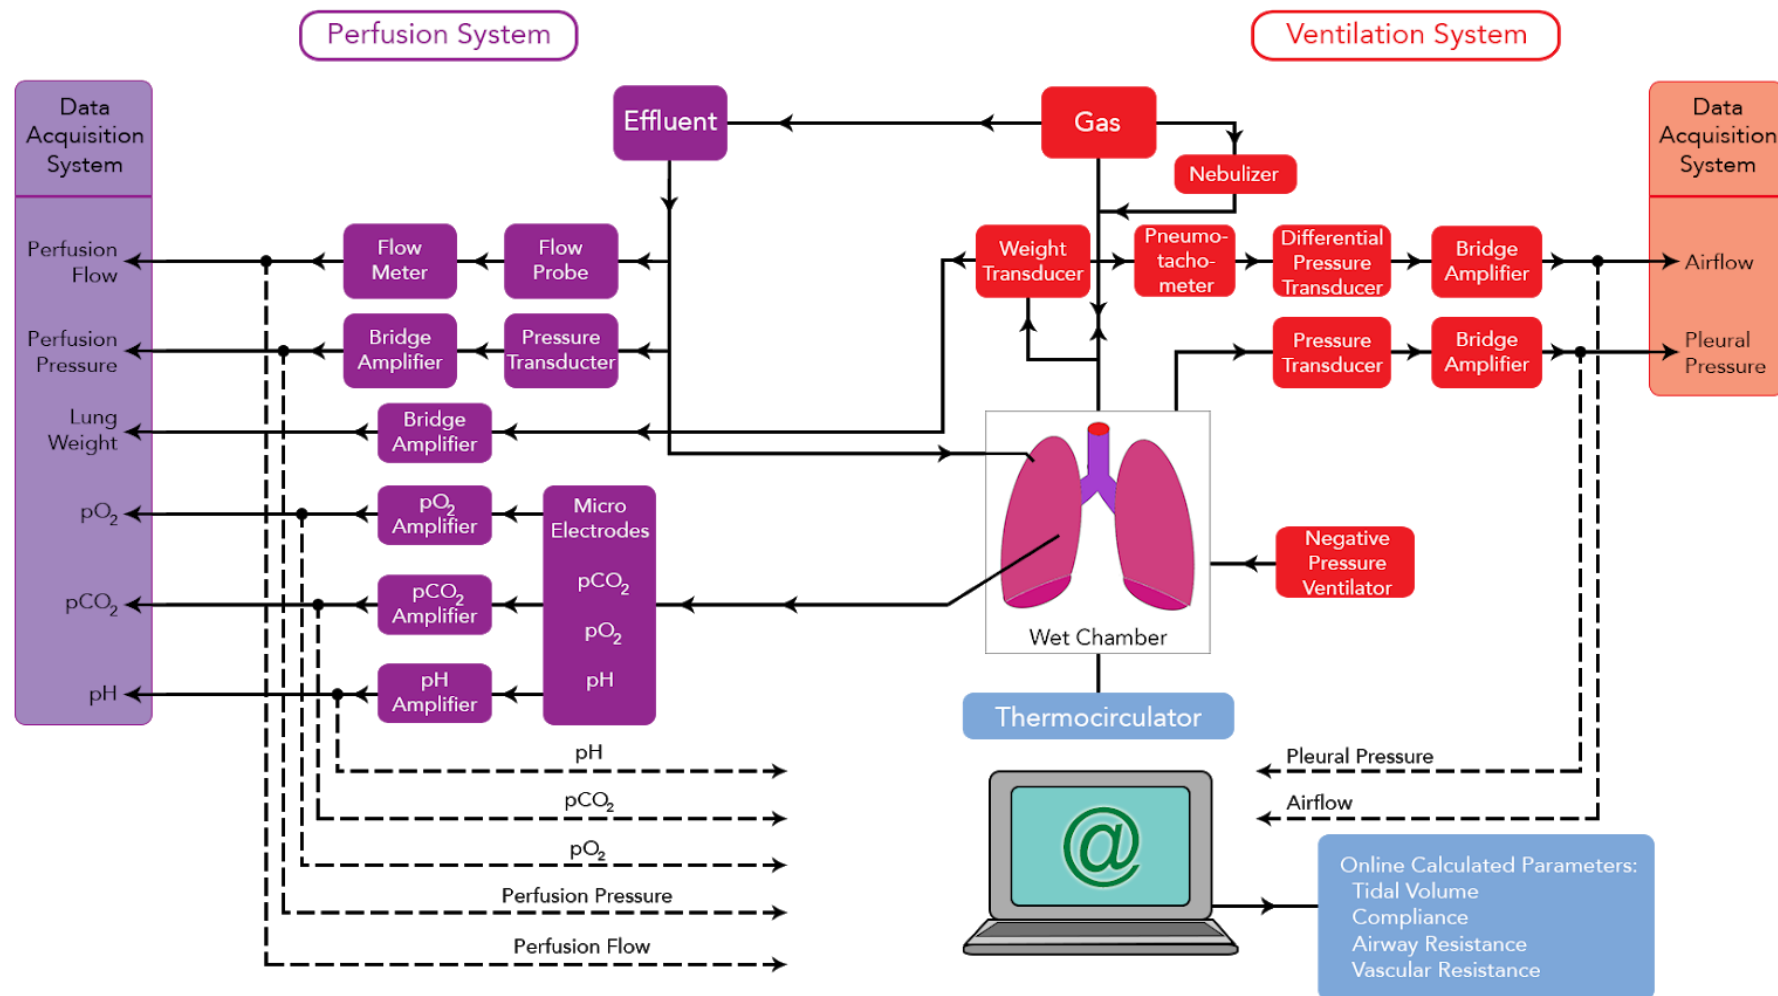 Perfusion System
Ventilation System
Data
Acquisition
System
Perfusion
Flow
Perfusion
Pressure
Lung
Weight
pO₂
pCO₂
pH
Effluent
Gas
Nebulizer
Flow
Meter
Flow
Probe
Weight
Transducer
Pneumo-
tacho-
meter
Differential
Pressure
Transducer
Bridge
Amplifier
Data
Acquisition
System
Airflow
Pleural
Pressure
Bridge
Amplifier
Pressure
Transducter
Pressure
Transducer
Bridge
Amplifier
Bridge
Amplifier
pO₂
Amplifier
Micro
Electrodes
pCO₂
pO₂
pH
pCO₂
Amplifier
pH
Amplifier
Negative
Pressure
Ventilator
Wet Chamber
Thermocirculator
pH
pCO₂
pO₂
Perfusion Pressure
Perfusion Flow
Pleural Pressure
Airflow
@
Online Calculated Parameters:
Tidal Volume
Compliance
Airway Resistance
Vascular Resistance